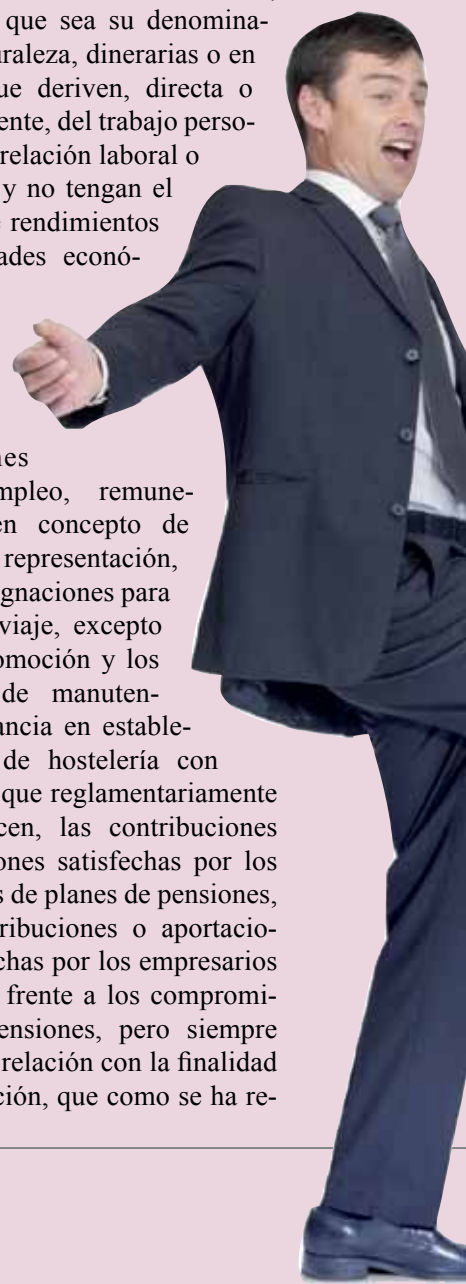 que sea su denomina-
raleza, dinerarias o en
ue deriven, directa o
ente, del trabajo perso-
relación laboral o
y no tengan el
rendimientos
ades econó-
nes
mpleo, remune-
en concepto de
representación,
gnaciones para
viaje, excepto
omoción y los
de manuten-
ancia en estable-
de hostelería con
que reglamentariamente
cen, las contribuciones
ones satisfechas por los
s de planes de pensiones,
ribuciones o aportacio-
chas por los empresarios
frente a los compromi-
ensiones, pero siempre
relación con la finalidad
ción, que como se ha re-